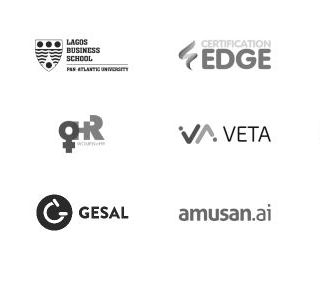 LAGOS
BUSINESS
SCHOOL
PAN-ATLANTIC UNIVERSITY
CERTIFICATION
EDGE
HR
VETA
GESAL
amusan.ai